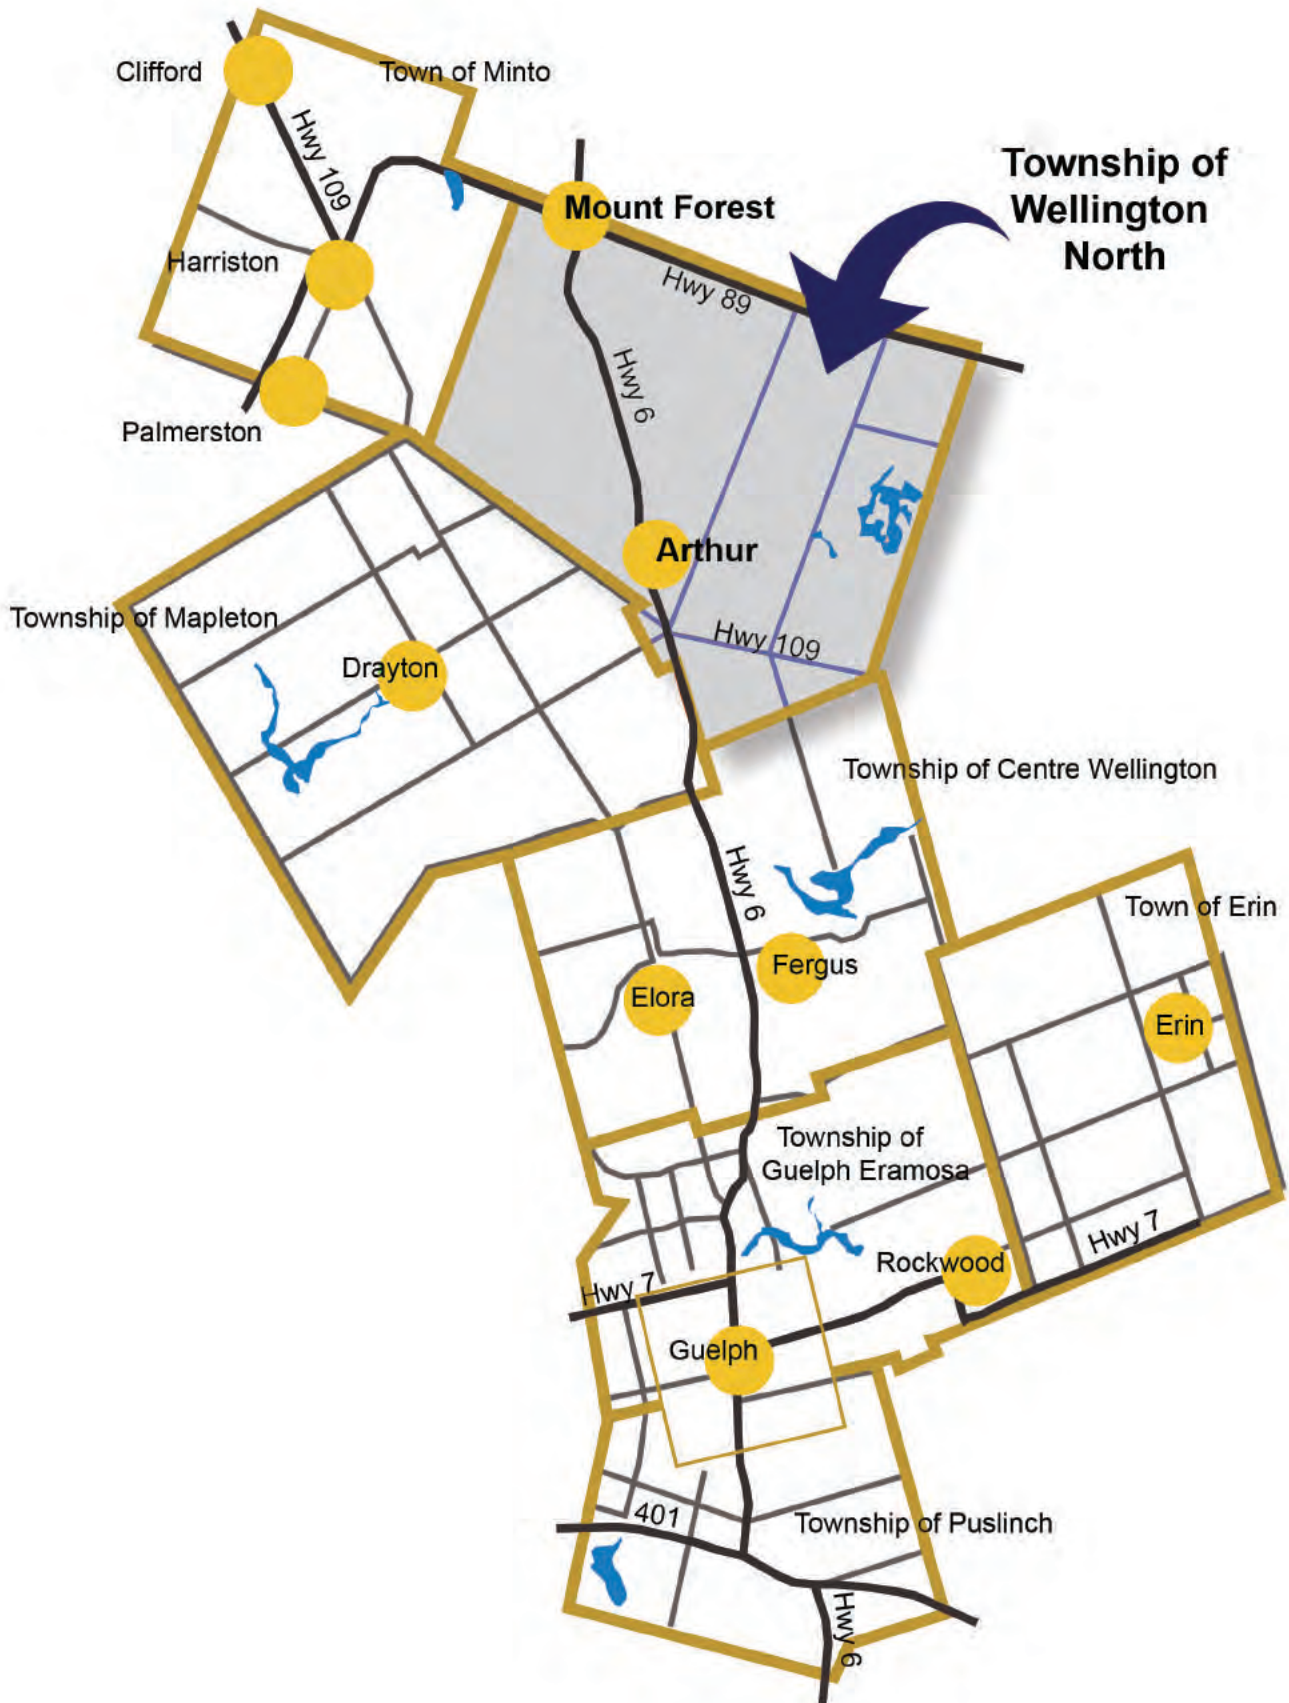 Clifford
Town of Minto
Hwy 109
Township of
Wellington
North
Mount Forest
Harriston
Hwy 89
Hwy 6
Palmerston
Arthur
Township of Mapleton
Hwy 109
Drayton
Township of Centre Wellington
Hwy 6
Town of Erin
Fergus
Elora
Erin
Township of
Guelph Eramosa
Hwy 7
Rockwood
Hwy 7
Guelph
401
Township of Puslinch
Hwy 6